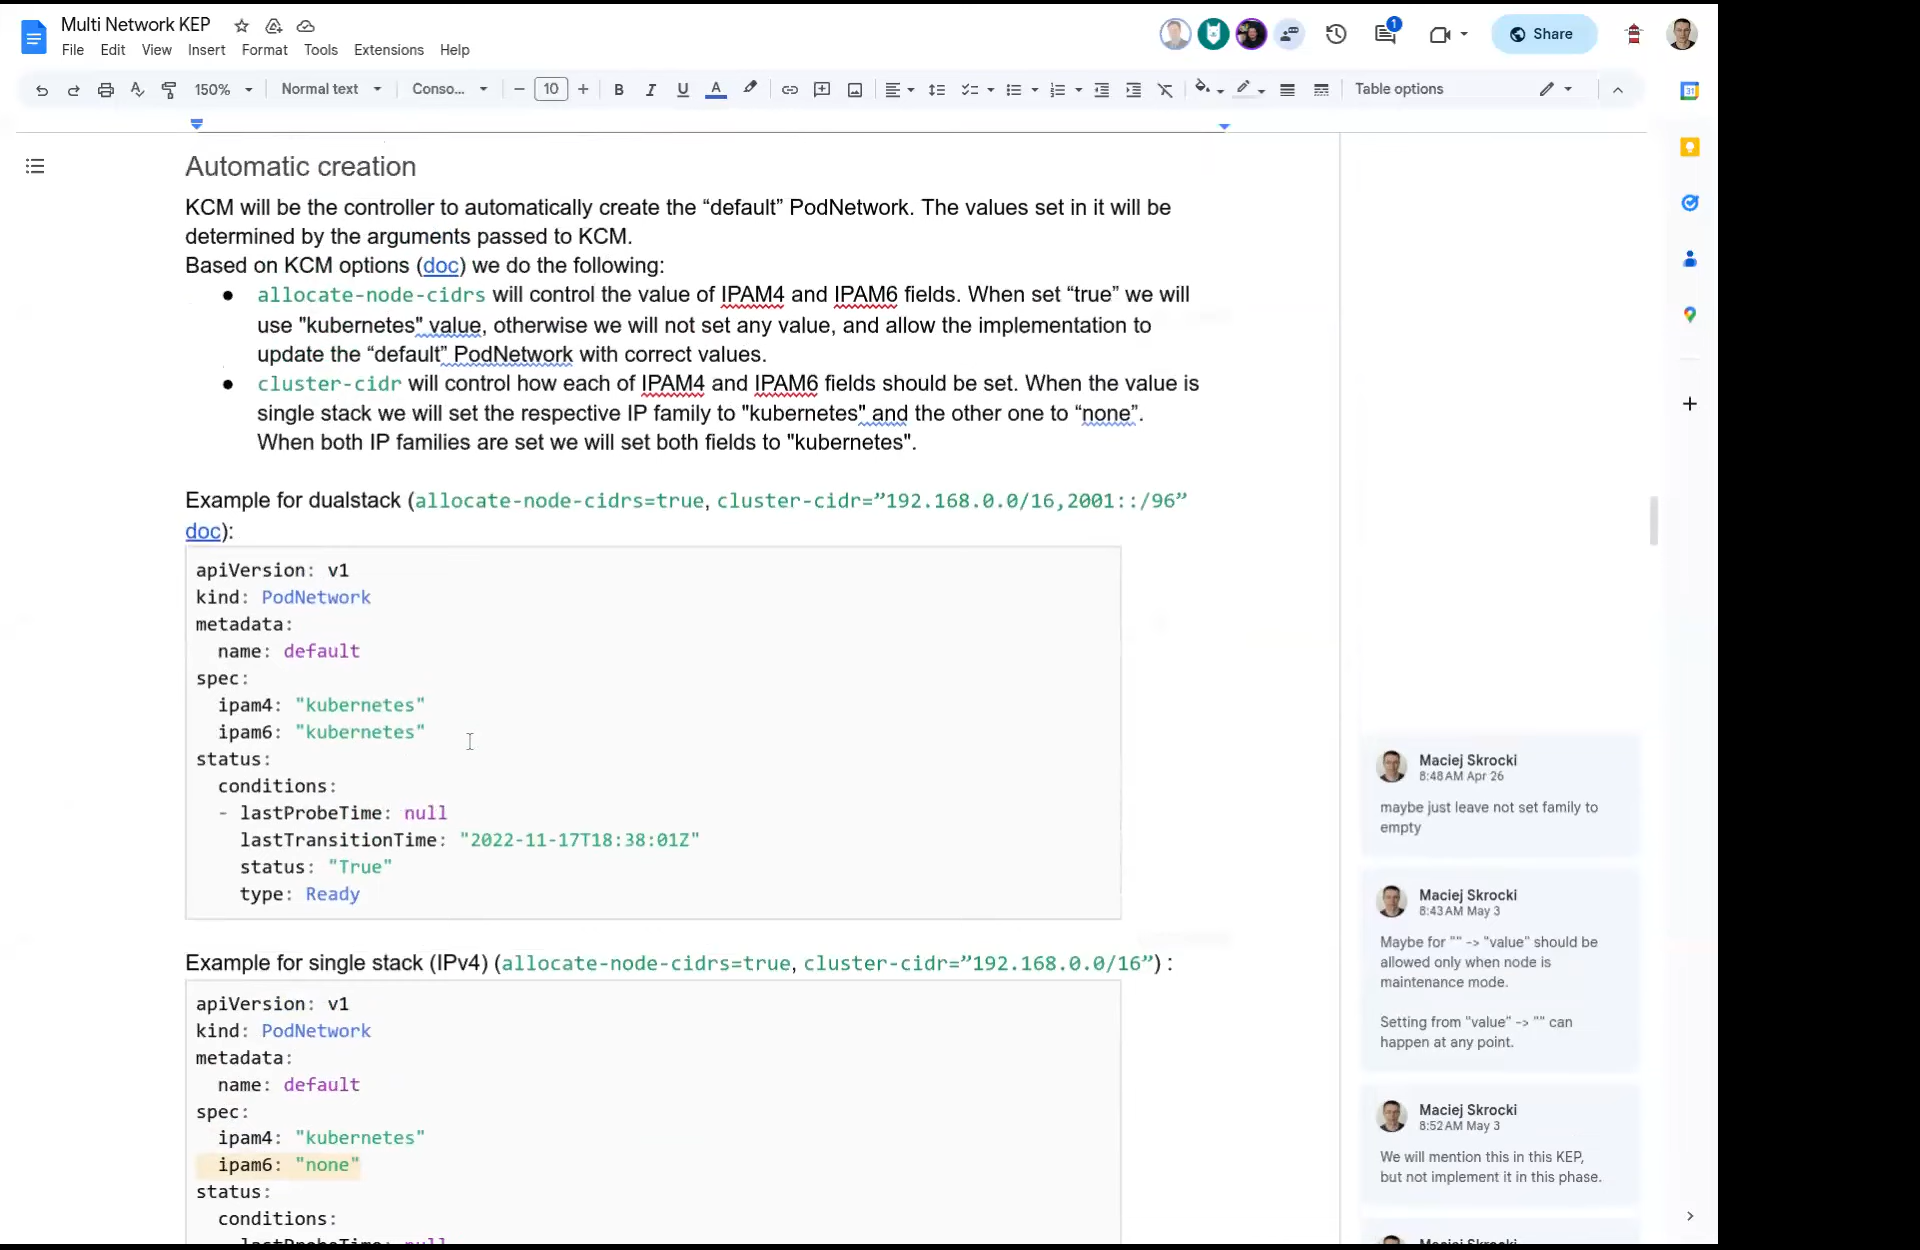 Multi Network KEP
File Edit View Insert Format Tools Extensions Help
1
Share
150% Normal text Conso... 10 Table options
31
Automatic creation
KCM will be the controller to automatically create the “default” PodNetwork. The values set in it will be
determined by the arguments passed to KCM.
Based on KCM options (doc) we do the following:
● allocate-node-cidrs will control the value of IPAM4 and IPAM6 fields. When set “true” we will
use "kubernetes" value, otherwise we will not set any value, and allow the implementation to
update the “default” PodNetwork with correct values.
● cluster-cidr will control how each of IPAM4 and IPAM6 fields should be set. When the value is
single stack we will set the respective IP family to "kubernetes" and the other one to “none”.
When both IP families are set we will set both fields to "kubernetes".
Example for dualstack (allocate-node-cidrs=true, cluster-cidr=”192.168.0.0/16,2001::/96”
doc):
apiVersion: v1
kind: PodNetwork
metadata:
name: default
spec:
ipam4: "kubernetes"
ipam6: "kubernetes"
status:
conditions:
- lastProbeTime: null
lastTransitionTime: "2022-11-17T18:38:01Z"
status: "True"
type: Ready
Example for single stack (IPv4) (allocate-node-cidrs=true, cluster-cidr=”192.168.0.0/16”) :
apiVersion: v1
kind: PodNetwork
metadata:
name: default
spec:
ipam4: "kubernetes"
ipam6: "none"
status:
conditions:
lastProbeTime: null
Maciej Skrocki
8:48 AM Apr 26
maybe just leave not set family to
empty
Maciej Skrocki
8:43 AM May 3
Maybe for "" -> "value" should be
allowed only when node is
maintenance mode.
Setting from "value" -> "" can
happen at any point.
Maciej Skrocki
8:52 AM May 3
We will mention this in this KEP,
but not implement it in this phase.
Maciej Skrocki